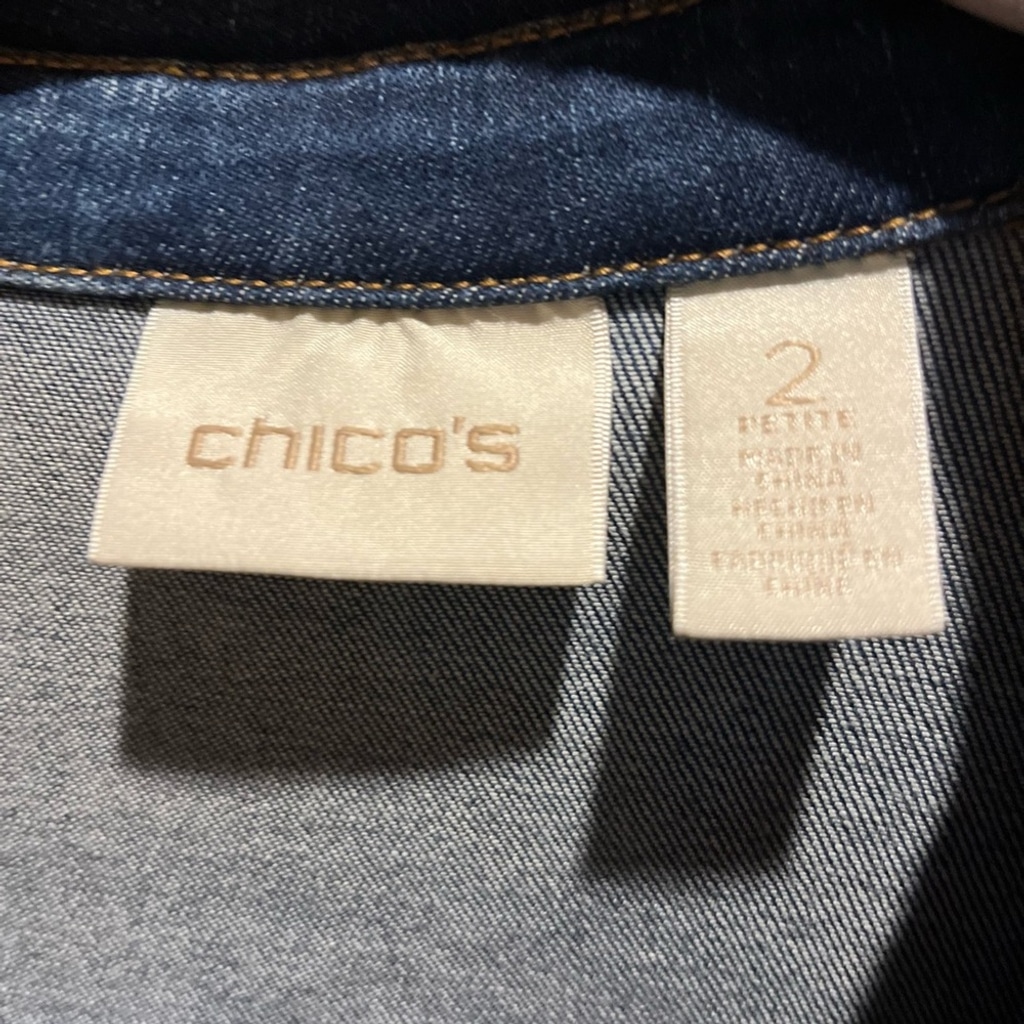 chico's
2
PETITE
MADE IN
CHINA
HECHO EN
CHINA
FABRIQUE EN
CHINE